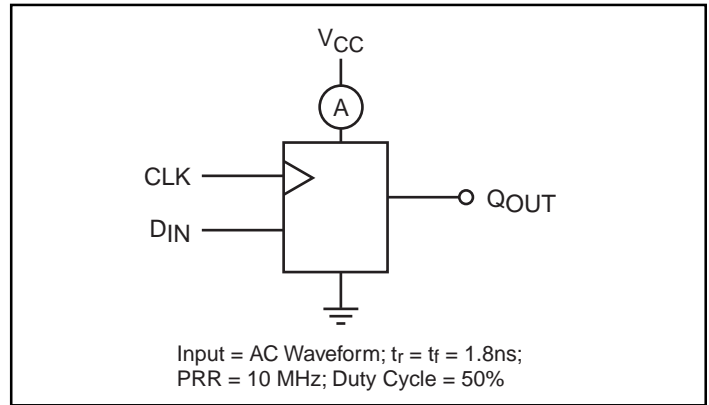 VCC
A
CLK
DIN
QOUT
Input = AC Waveform; tr = tf = 1.8ns;
PRR = 10 MHz; Duty Cycle = 50%